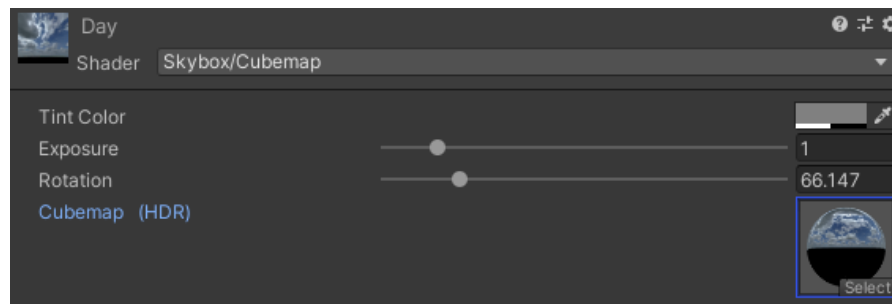 Day
Shader Skybox/Cubemap
Tint Color
Exposure 1
Rotation 66.147
Cubemap (HDR)
Select